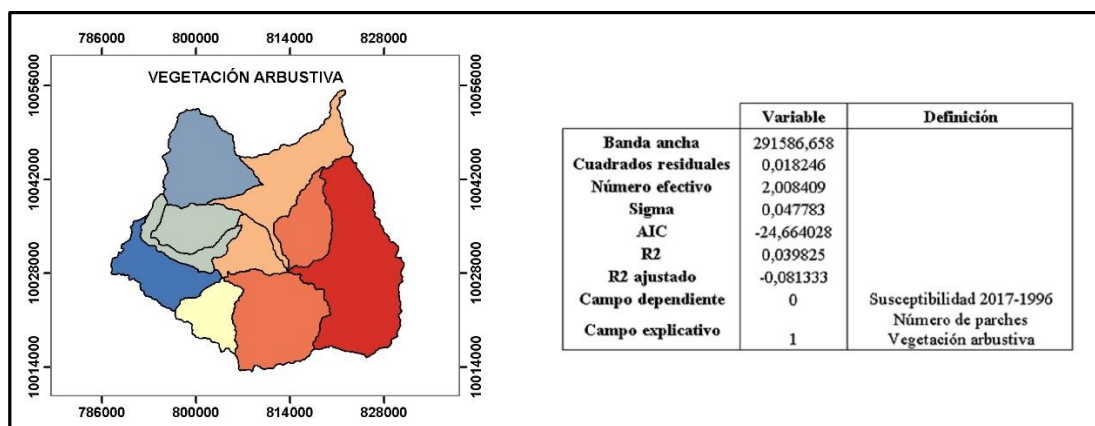 786000 800000 814000 828000
VEGETACIÓN ARBUSTIVA
10056000 10056000
10042000 10042000
10028000 10028000
10014000 10014000
786000 800000 814000 828000
Variable Definición
Banda ancha 291586,658
Cuadrados residuales 0,018246
Número efectivo 2,008409
Sigma 0,047783
AIC -24,664028
R2 0,039825
R2 ajustado -0,081333
Campo dependiente 0 Susceptibilidad 2017-1996
Campo explicativo 1 Número de parches
Vegetación arbustiva